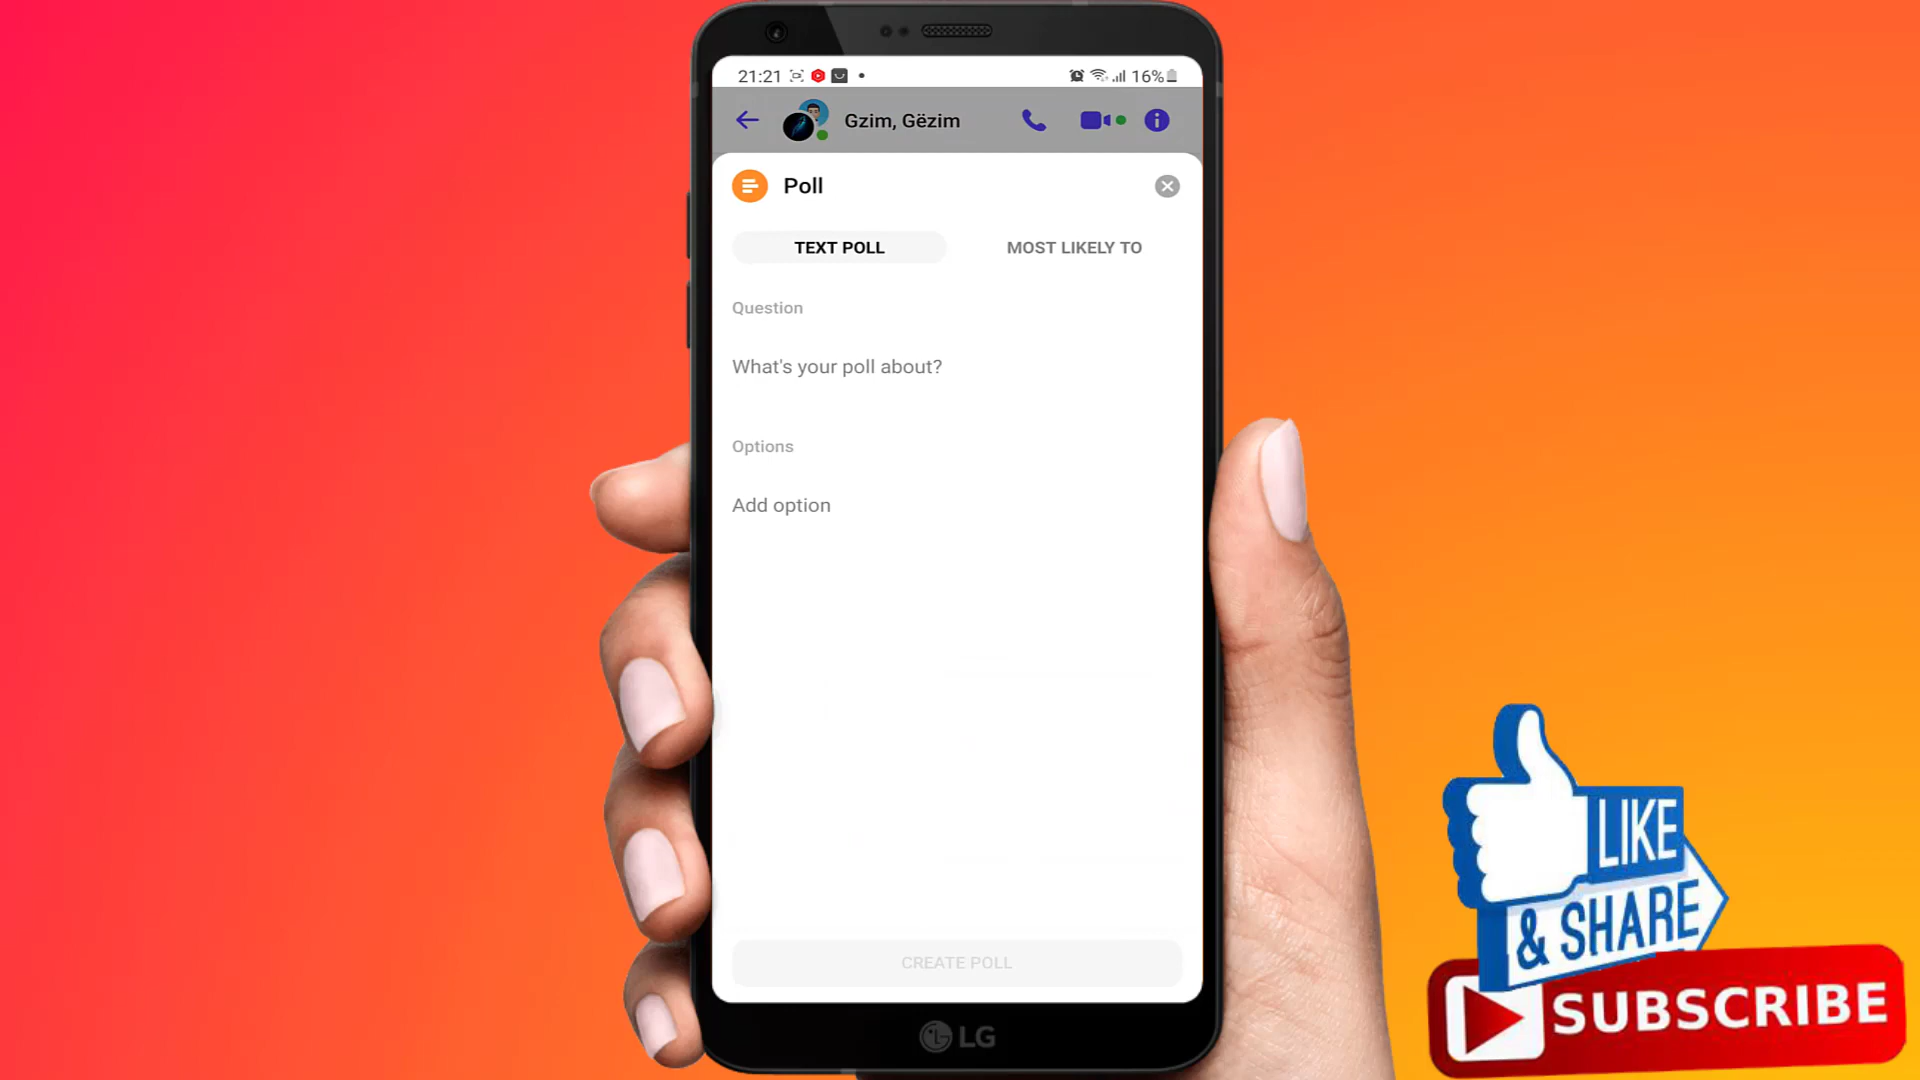 21:21
16%
Gzim, Gëzim
Poll
TEXT POLL
MOST LIKELY TO
Question
What's your poll about?
Options
Add option
CREATE POLL
LG
LIKE
& SHARE
SUBSCRIBE